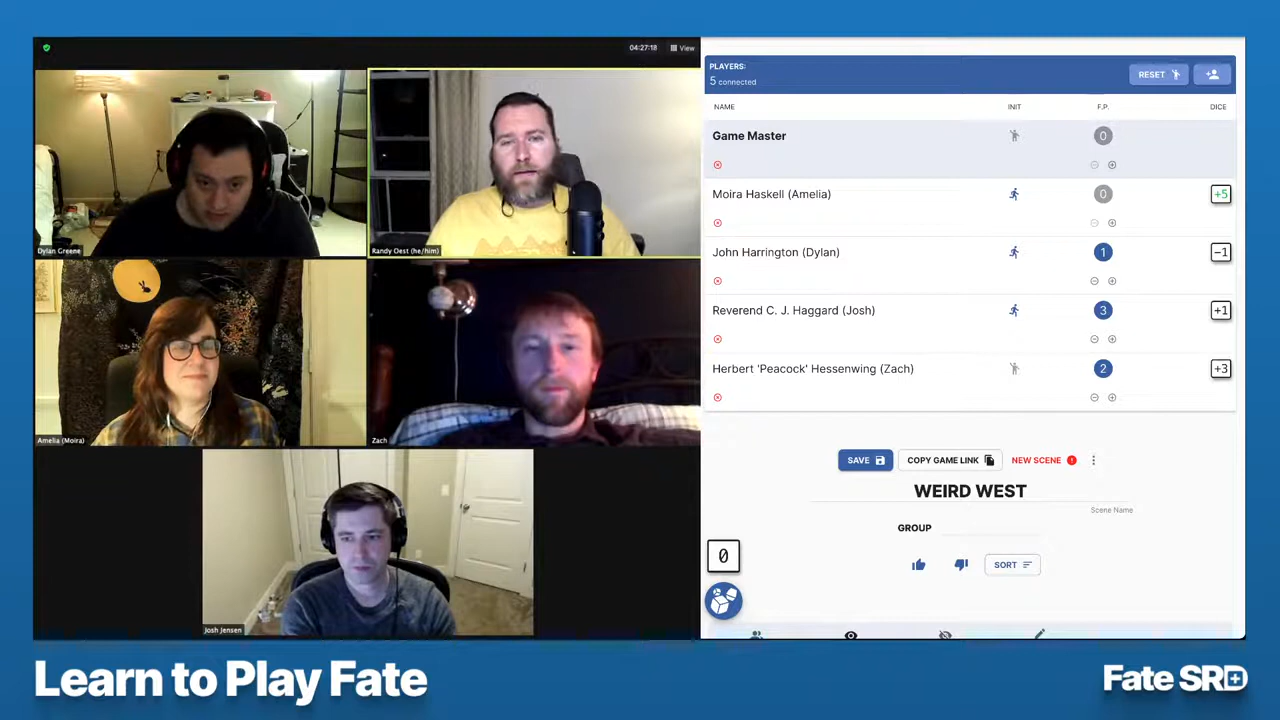 04:27:18 View
Dylan Greene
Randy Oest (he/him)
Amelia (Moira)
Zach
Josh Jensen
PLAYERS:
5 connected
RESET
NAME INIT F.P. DICE
Game Master 0
Moira Haskell (Amelia) 0 +5
John Harrington (Dylan) 1 −1
Reverend C. J. Haggard (Josh) 3 +1
Herbert 'Peacock' Hessenwing (Zach) 2 +3
SAVE COPY GAME LINK NEW SCENE
WEIRD WEST
Scene Name
GROUP
0
SORT
Learn to Play Fate
Fate SRD